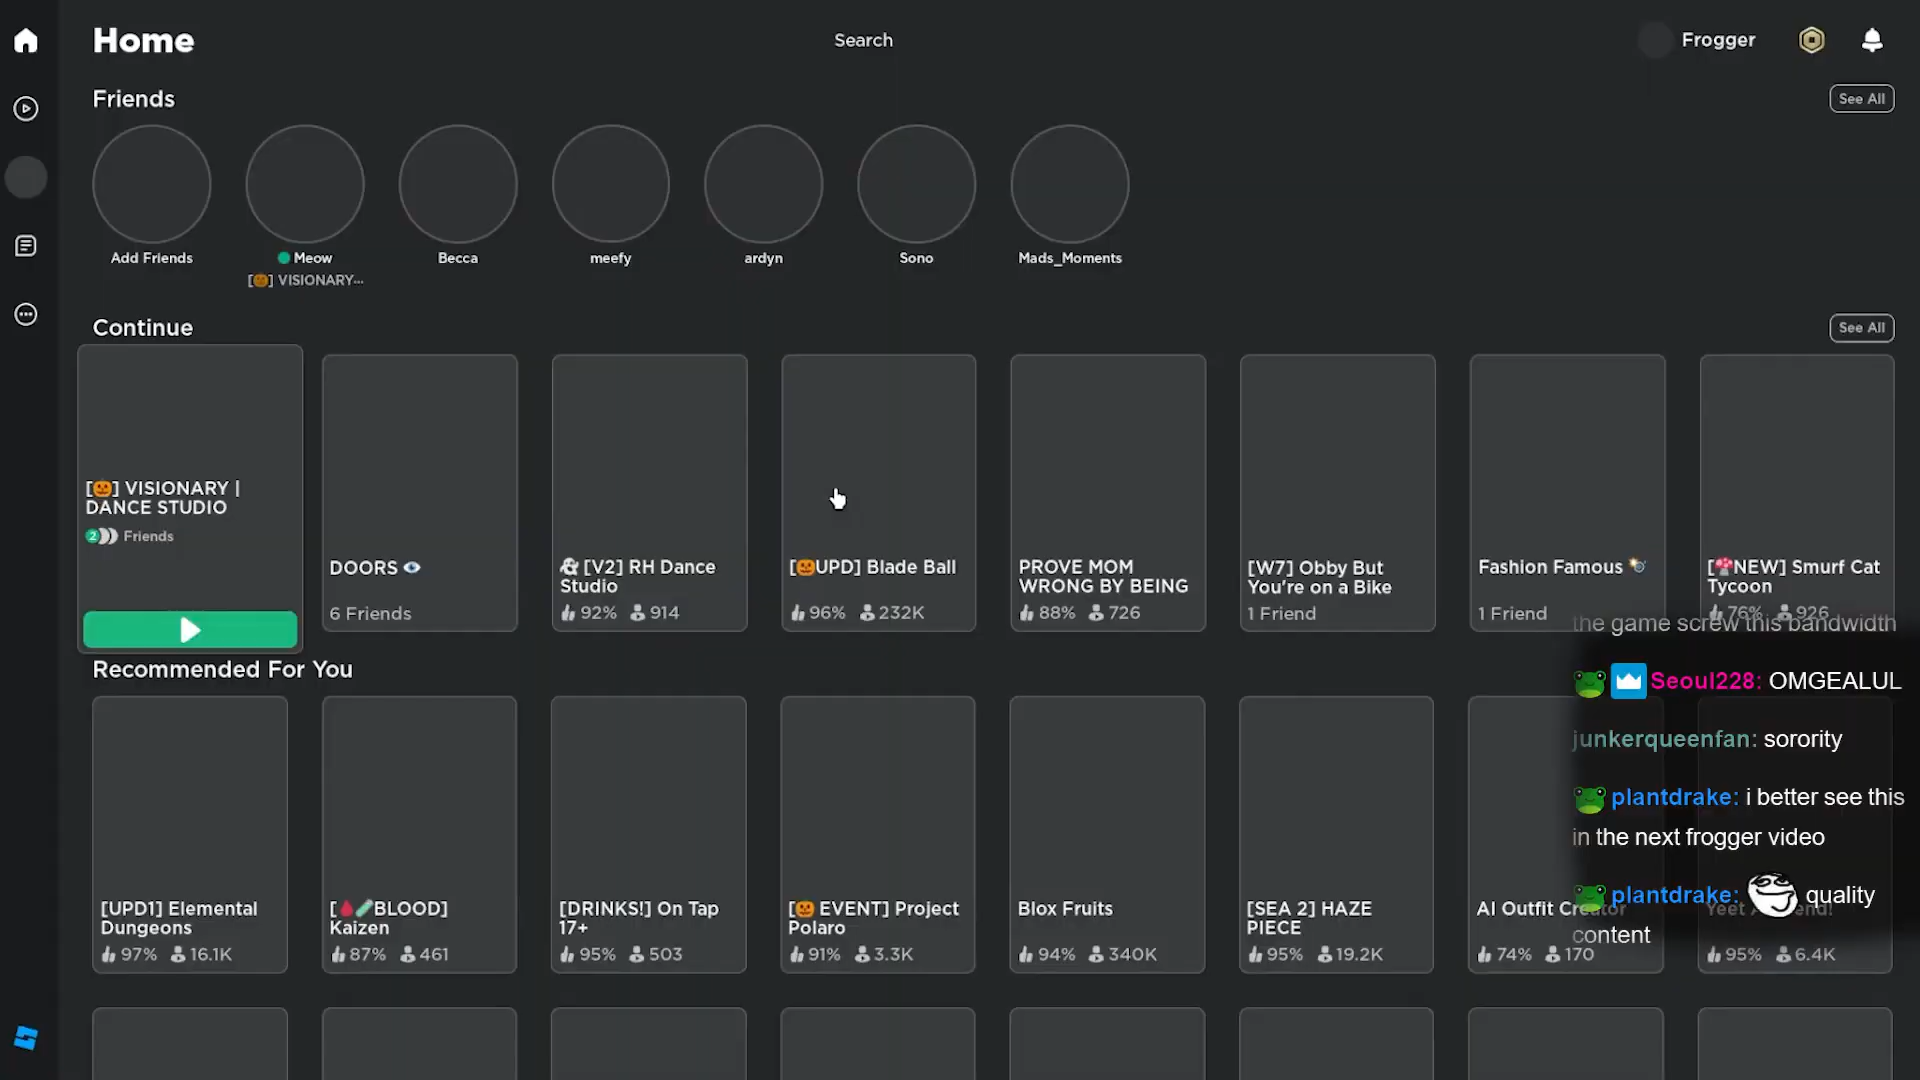 Home
Search
Frogger
Friends
See All
Add Friends
Meow
[🎃] VISIONARY...
Becca
meefy
ardyn
Sono
Mads_Moments
Continue
See All
[🎃] VISIONARY |
DANCE STUDIO
2 Friends
DOORS 👁️
6 Friends
👻 [V2] RH Dance
Studio
92% 914
[🎃UPD] Blade Ball
96% 232K
PROVE MOM
WRONG BY BEING
88% 726
[W7] Obby But
You're on a Bike
1 Friend
Fashion Famous 💣
1 Friend
[🍄NEW] Smurf Cat
Tycoon
76% 926
the game screw this bandwidth
Seoul228: OMGEALUL
junkerqueenfan: sorority
plantdrake: i better see this
in the next frogger video
plantdrake: quality
content
Recommended For You
[UPD1] Elemental
Dungeons
97% 16.1K
[🩸🧪BLOOD]
Kaizen
87% 461
[DRINKS!] On Tap
17+
95% 503
[🎃 EVENT] Project
Polaro
91% 3.3K
Blox Fruits
94% 340K
[SEA 2] HAZE
PIECE
95% 19.2K
AI Outfit Creator
74% 170
Yeet A Friend!
95% 6.4K